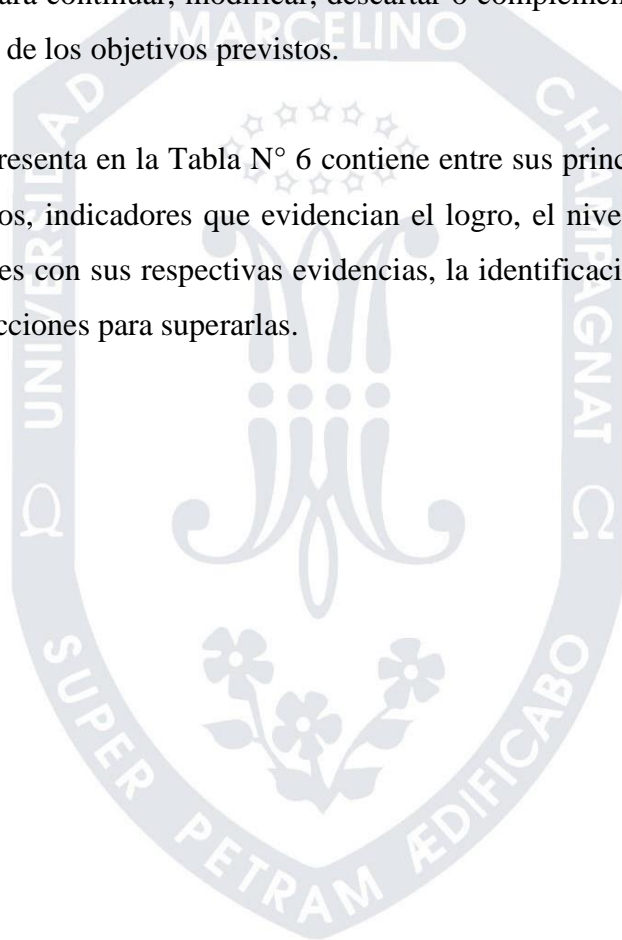 ara continuar, modificar, descartar o complemen
de los objetivos previstos.
resenta en la Tabla N° 6 contiene entre sus princ
os, indicadores que evidencian el logro, el nive
es con sus respectivas evidencias, la identificaci
cciones para superarlas.
UNIVERSIDAD
MARCELINO
CHAMPAGNAT
Ω
Ω
SUPER PETRAM ÆDIFICABO